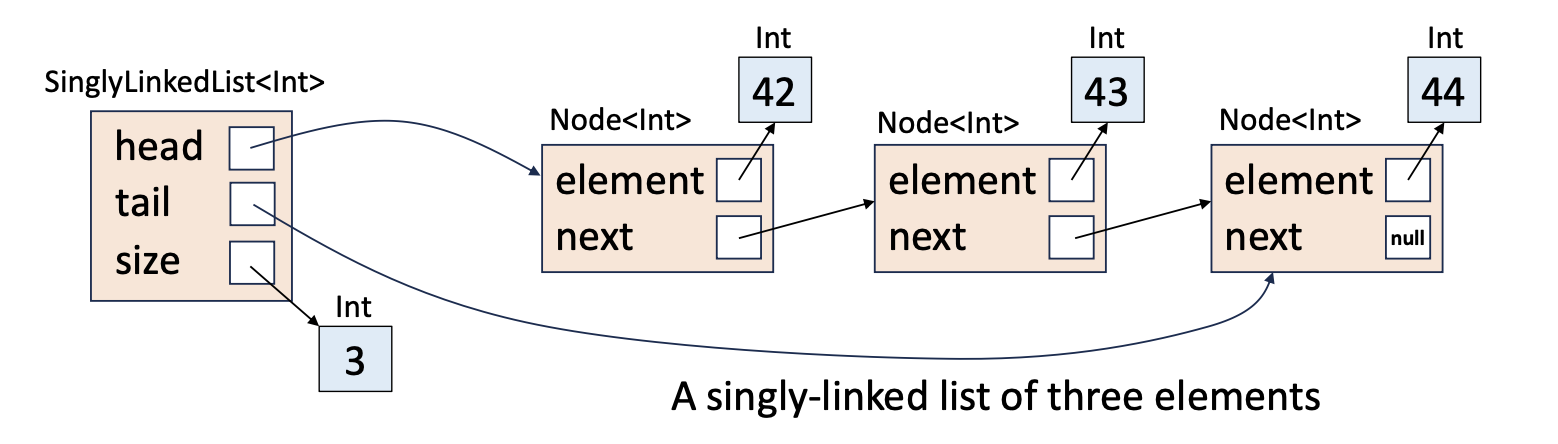 SinglyLinkedList<Int>
head
tail
size
Int
3
Node<Int>
element
next
Int
42
Node<Int>
element
next
Int
43
Node<Int>
element
next
null
Int
44
A singly-linked list of three elements